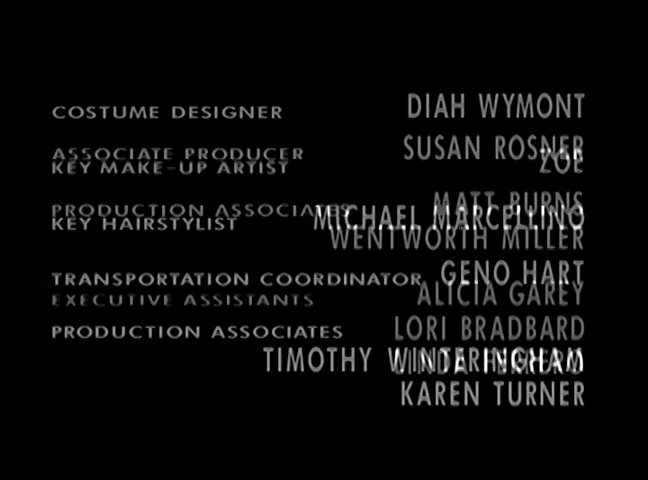 COSTUME DESIGNER DIAH WYMONT
ASSOCIATE PRODUCER SUSAN ROSNER
KEY MAKE-UP ARTIST ZOE
PRODUCTION ASSOCIATES MATT BURNS
KEY HAIRSTYLIST MICHAEL MARCELLINO
WENTWORTH MILLER
TRANSPORTATION COORDINATOR GENO HART
EXECUTIVE ASSISTANTS ALICIA GAREY
PRODUCTION ASSOCIATES LORI BRADBARD
TIMOTHY WINTERINGHAM
KAREN TURNER